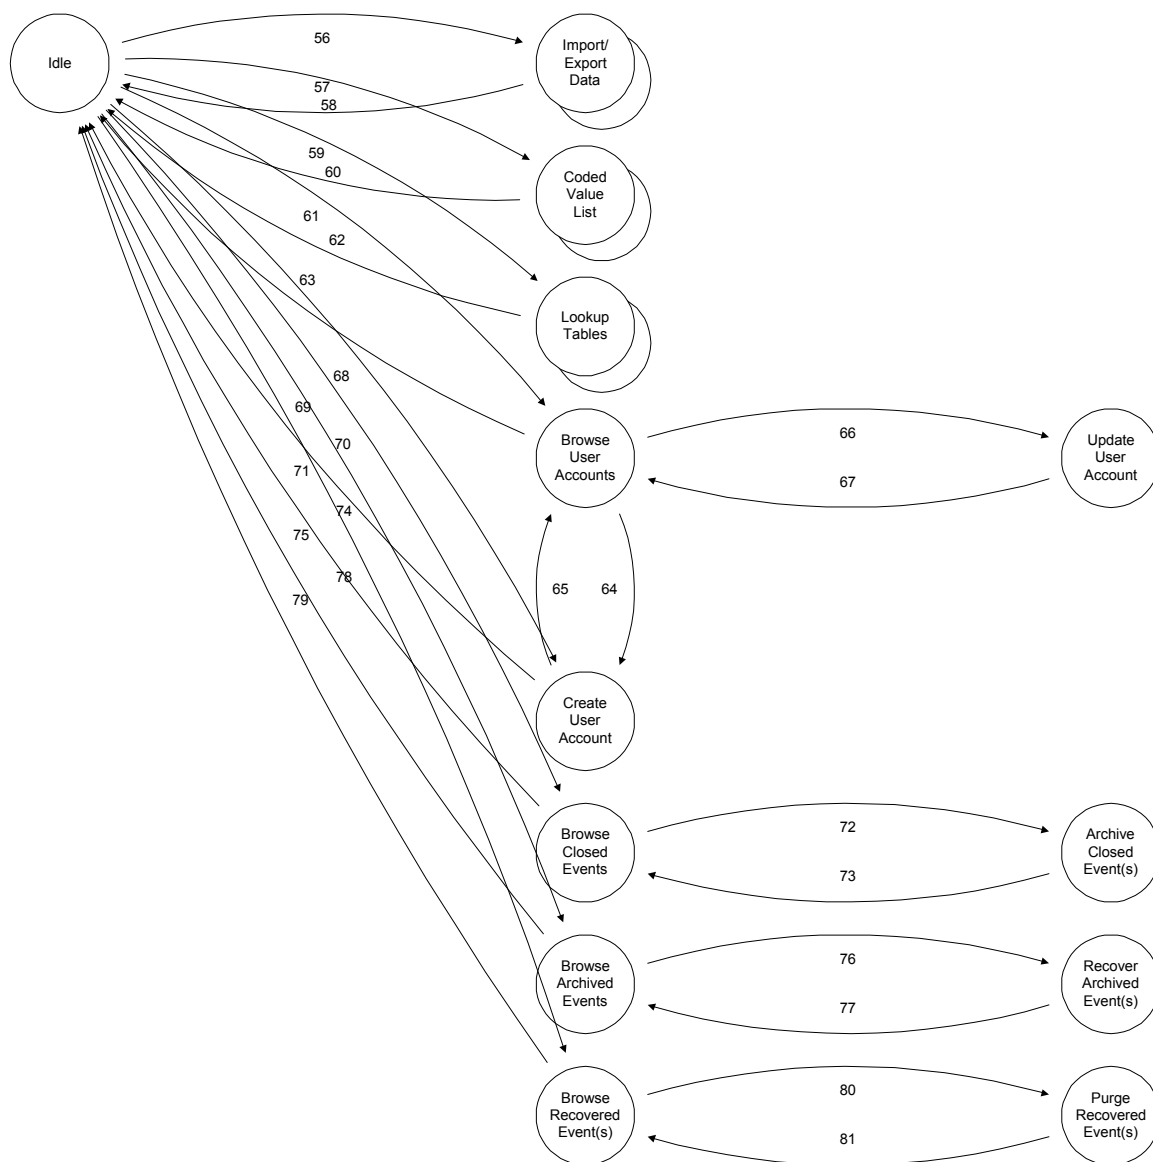 Idle
56
Import/
Export
Data
57
58
59
60
Coded
Value
List
61
62
63
Lookup
Tables
68
69
70
71
74
75
78
79
Browse
User
Accounts
66
67
Update
User
Account
65
64
Create
User
Account
Browse
Closed
Events
72
73
Archive
Closed
Event(s)
Browse
Archived
Events
76
77
Recover
Archived
Event(s)
Browse
Recovered
Event(s)
80
81
Purge
Recovered
Event(s)